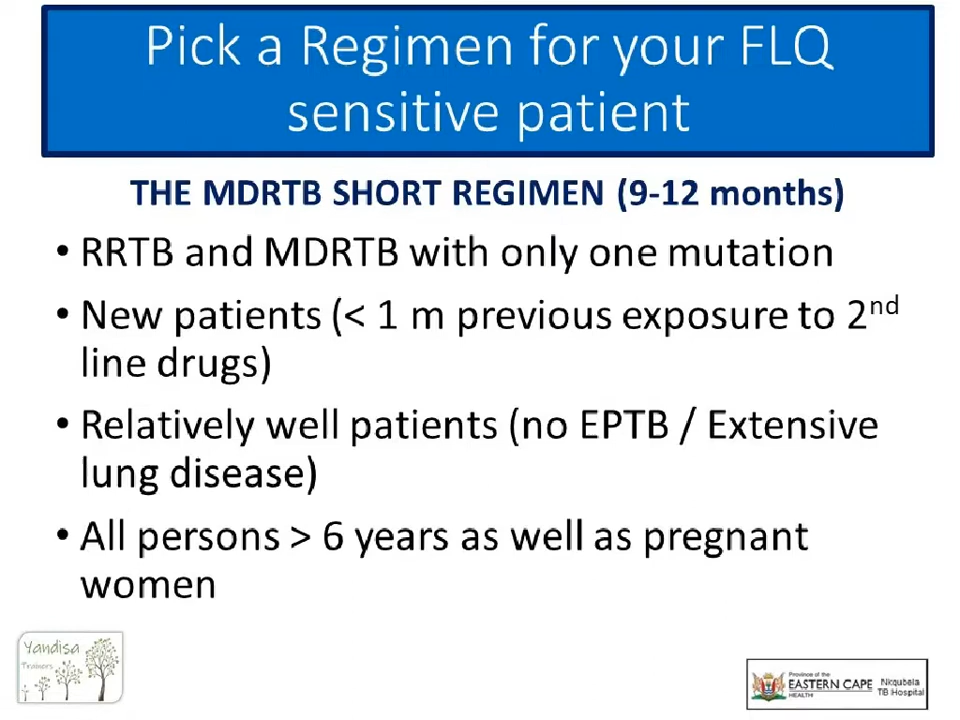 Pick a Regimen for your FLQ
sensitive patient
THE MDRTB SHORT REGIMEN (9-12 months)
• RRTB and MDRTB with only one mutation
• New patients (< 1 m previous exposure to 2nd
line drugs)
• Relatively well patients (no EPTB / Extensive
lung disease)
• All persons > 6 years as well as pregnant
women
Yandisa
Trainers
Province of the
EASTERN CAPE
HEALTH
Nkqubela
TB Hospital